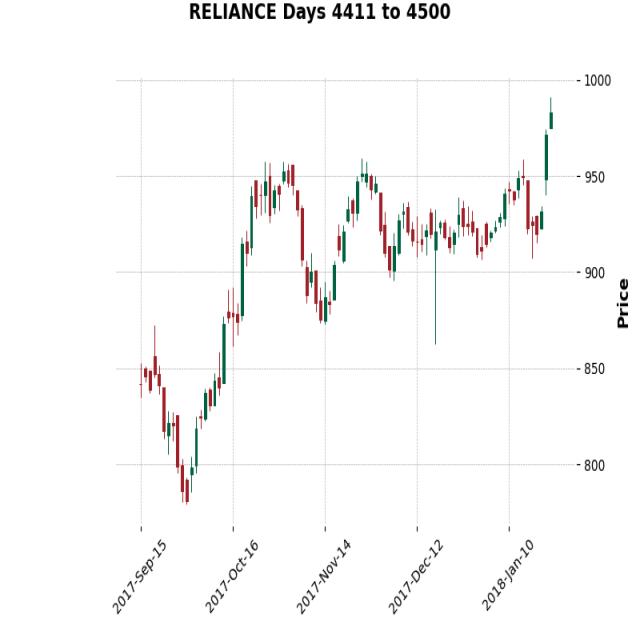 RELIANCE Days 4411 to 4500
1000
950
900
850
800
Price
2017-Sep-15
2017-Oct-16
2017-Nov-14
2017-Dec-12
2018-Jan-10